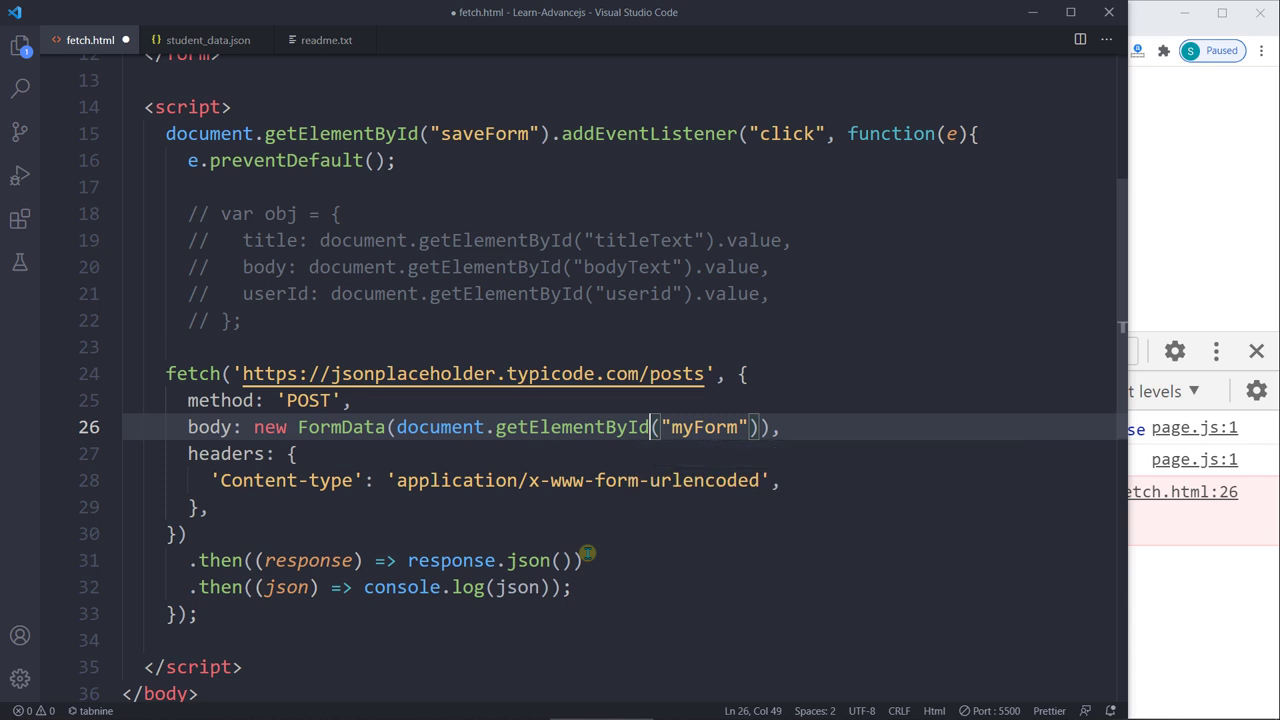 fetch.html - Learn-Advancejs - Visual Studio Code
fetch.html
student_data.json
readme.txt
S Paused
1
12 </form>
13
14 <script>
15 document.getElementById("saveForm").addEventListener("click", function(e){
16 e.preventDefault();
17
18 // var obj = {
19 // title: document.getElementById("titleText").value,
20 // body: document.getElementById("bodyText").value,
21 // userId: document.getElementById("userid").value,
22 // };
23
24 fetch('https://jsonplaceholder.typicode.com/posts', {
25 method: 'POST',
26 body: new FormData(document.getElementById("myForm")),
27 headers: {
28 'Content-type': 'application/x-www-form-urlencoded',
29 },
30 })
31 .then((response) => response.json())
32 .then((json) => console.log(json));
33 });
34
35 </script>
36 </body>
t levels
se page.js:1
page.js:1
etch.html:26
0 0 tabnine Ln 26, Col 49 Spaces: 2 UTF-8 CRLF Html Port : 5500 Prettier